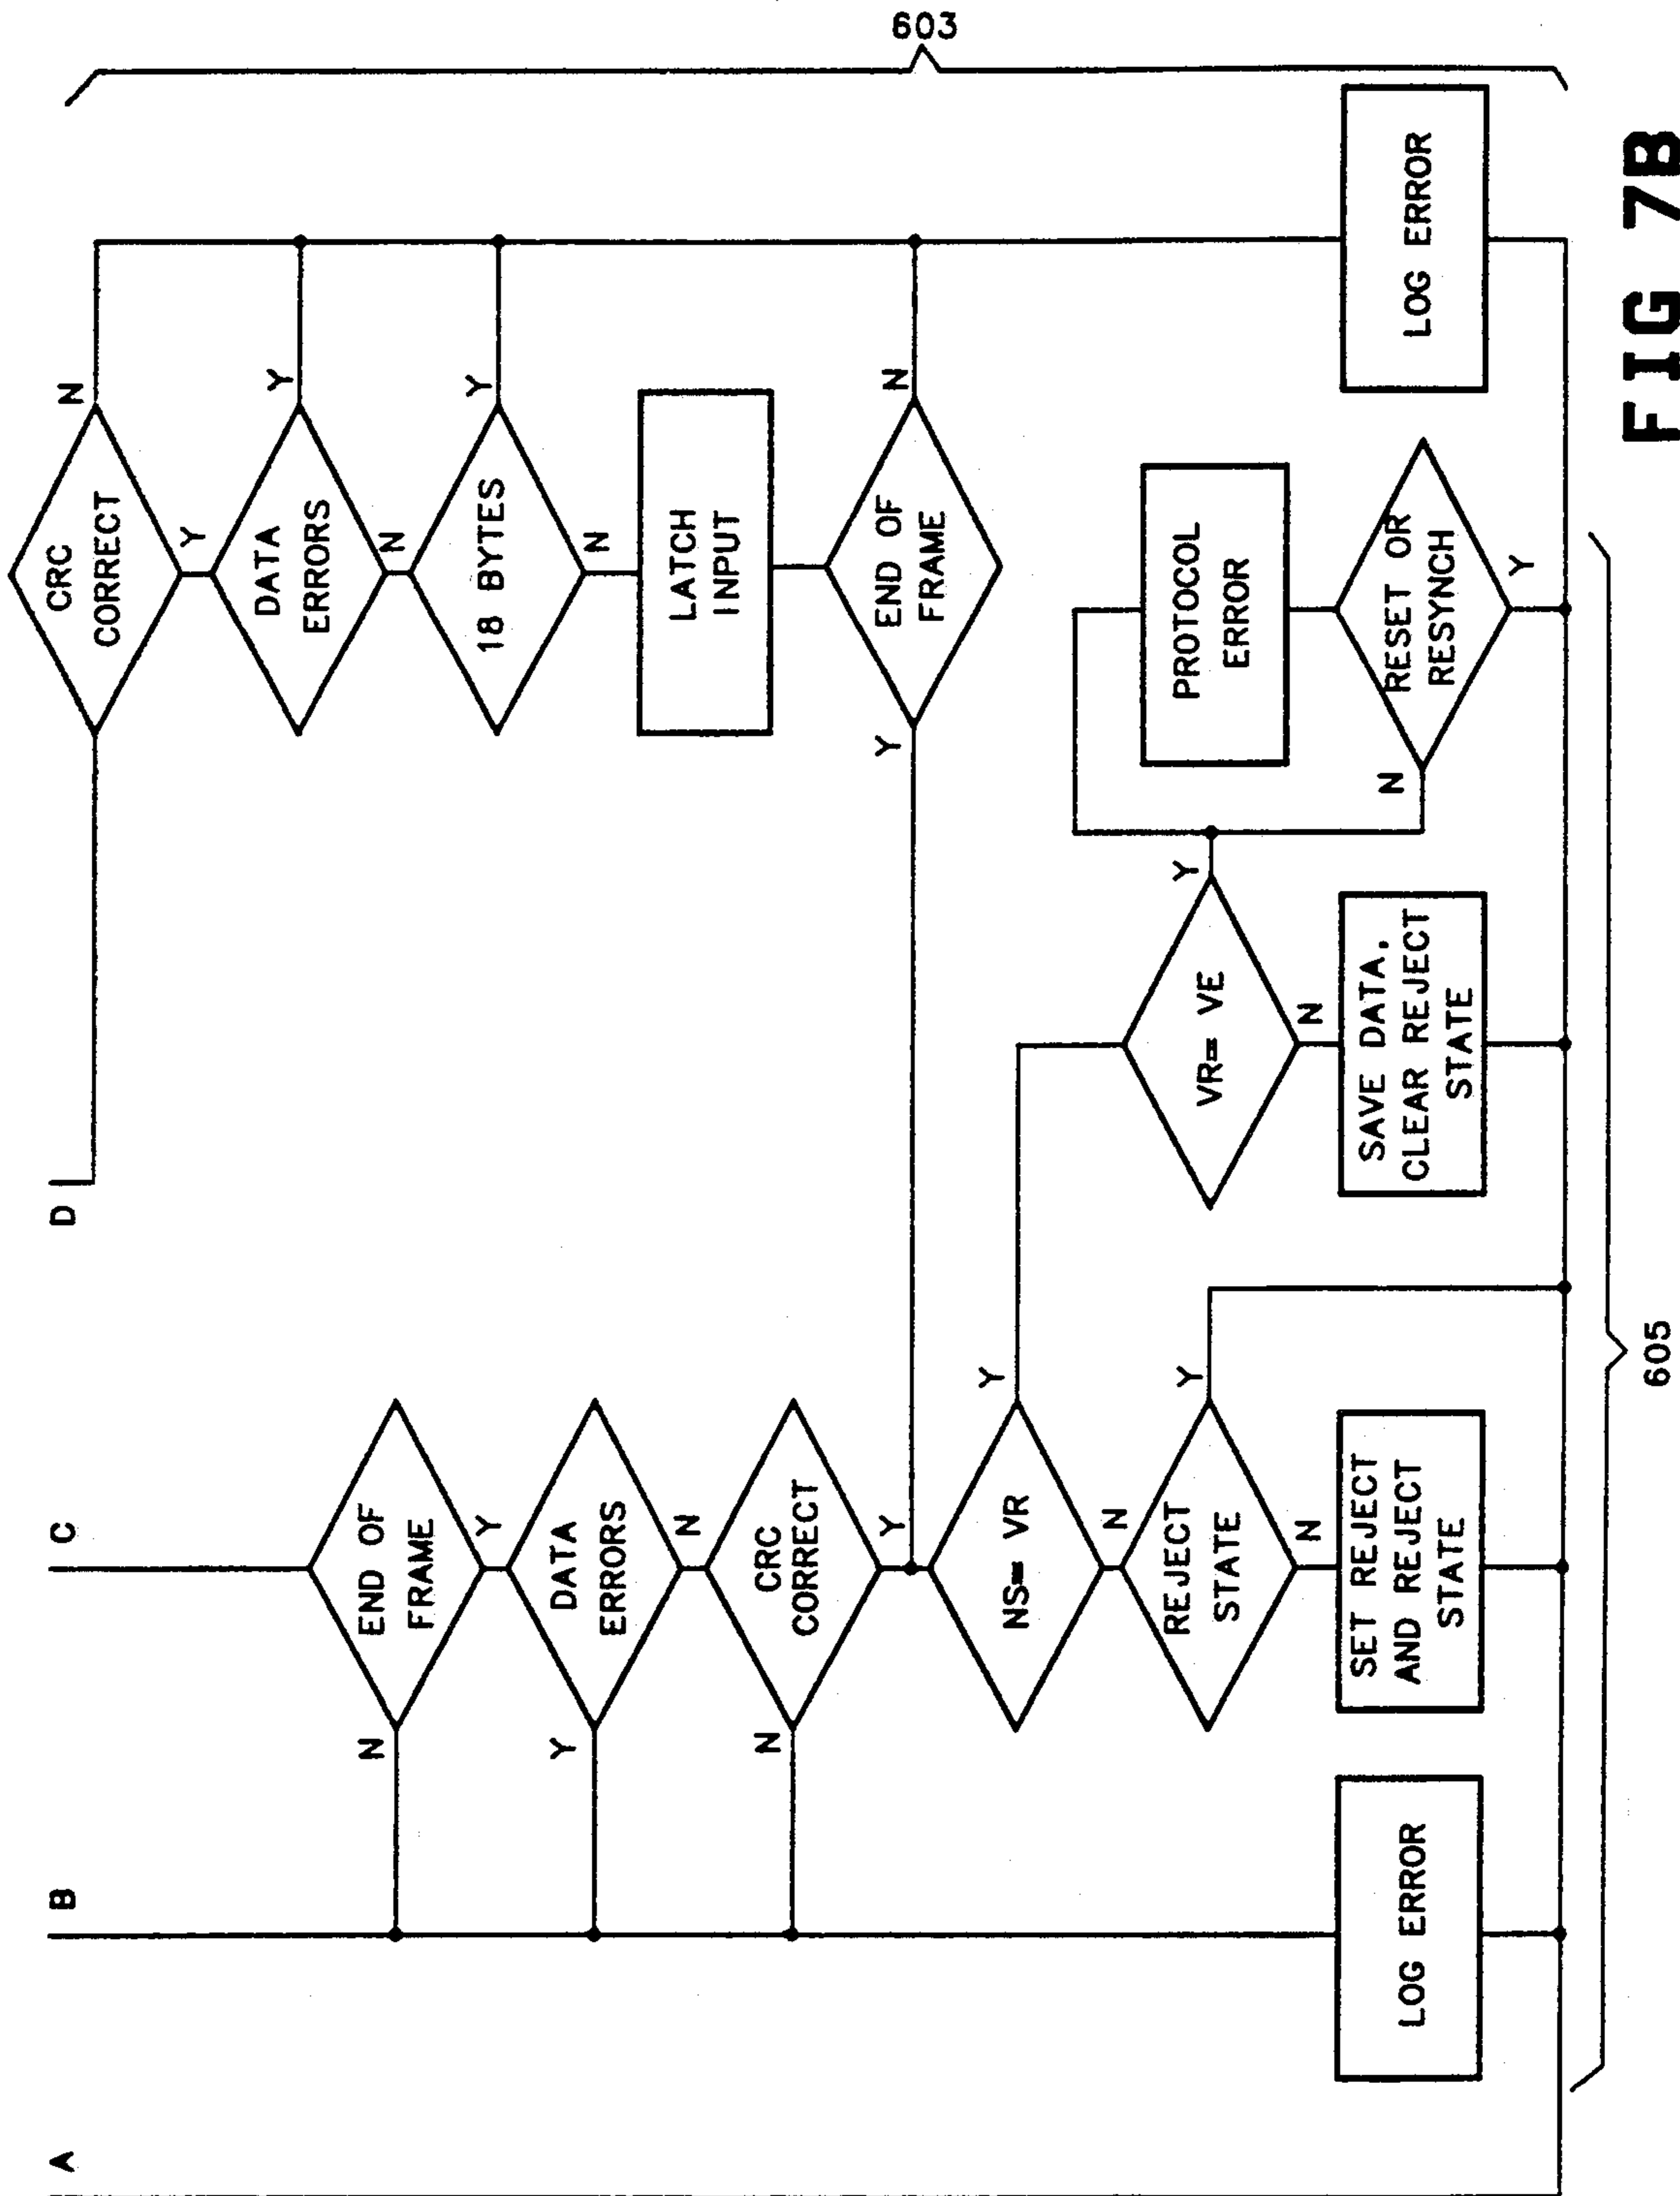 A
B
C
D
END OF
FRAME
N
Y
DATA
ERRORS
Y
N
CRC
CORRECT
N
Y
NS= VR
Y
N
REJECT
STATE
Y
N
SET REJECT
AND REJECT
STATE
LOG ERROR
CRC
CORRECT
N
Y
DATA
ERRORS
Y
N
18 BYTES
Y
N
LATCH
INPUT
END OF
FRAME
Y
N
VR= VE
Y
N
SAVE DATA.
CLEAR REJECT
STATE
PROTOCOL
ERROR
RESET OR
RESYNCH
N
Y
LOG ERROR
603
605
FIG 7B